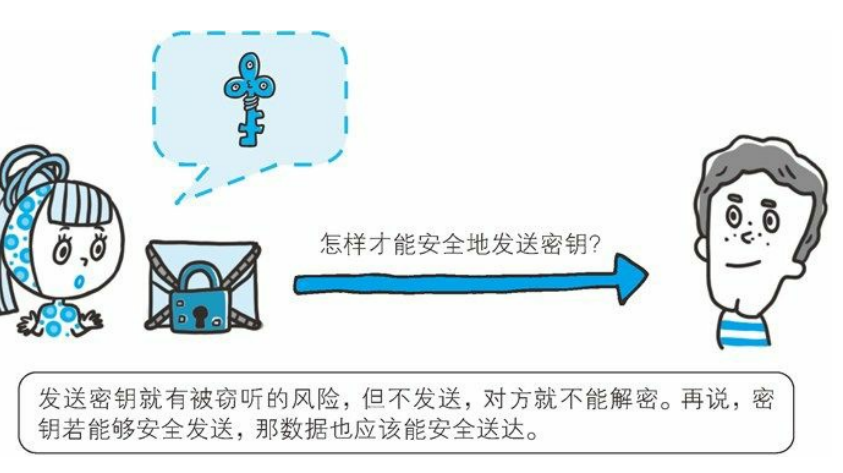 怎样才能安全地发送密钥?
发送密钥就有被窃听的风险，但不发送，对方就不能解密。再说，密
钥若能够安全发送，那数据也应该能安全送达。